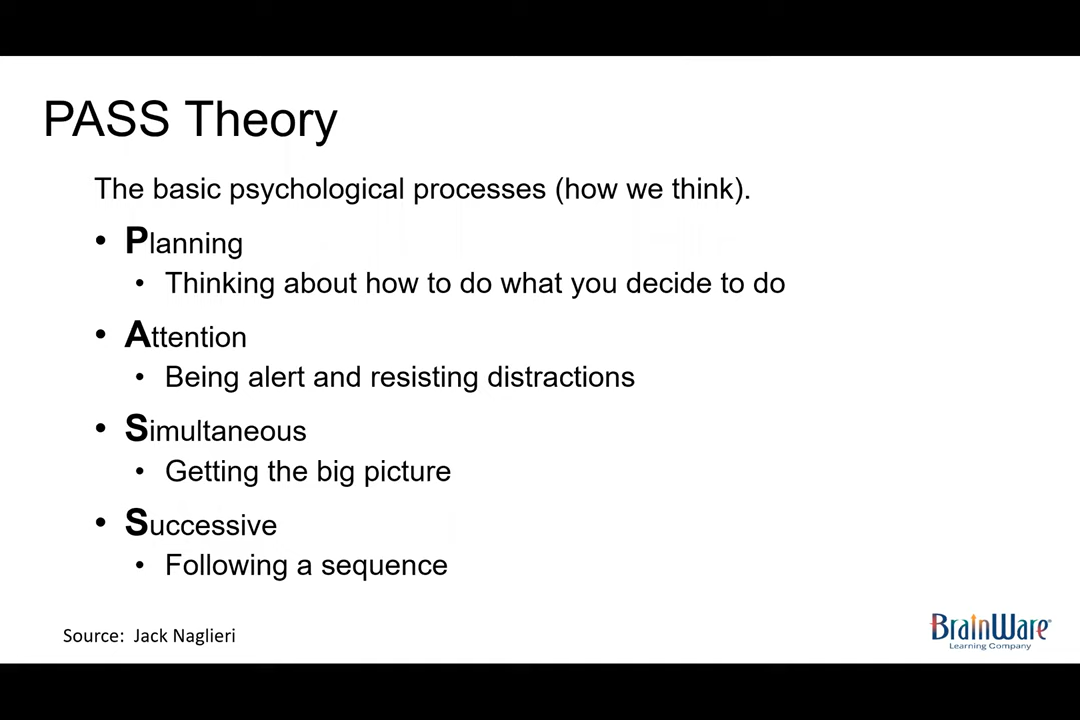 PASS Theory
The basic psychological processes (how we think).
• Planning
• Thinking about how to do what you decide to do
• Attention
• Being alert and resisting distractions
• Simultaneous
• Getting the big picture
• Successive
• Following a sequence
Source: Jack Naglieri
BrainWare®
Learning Company